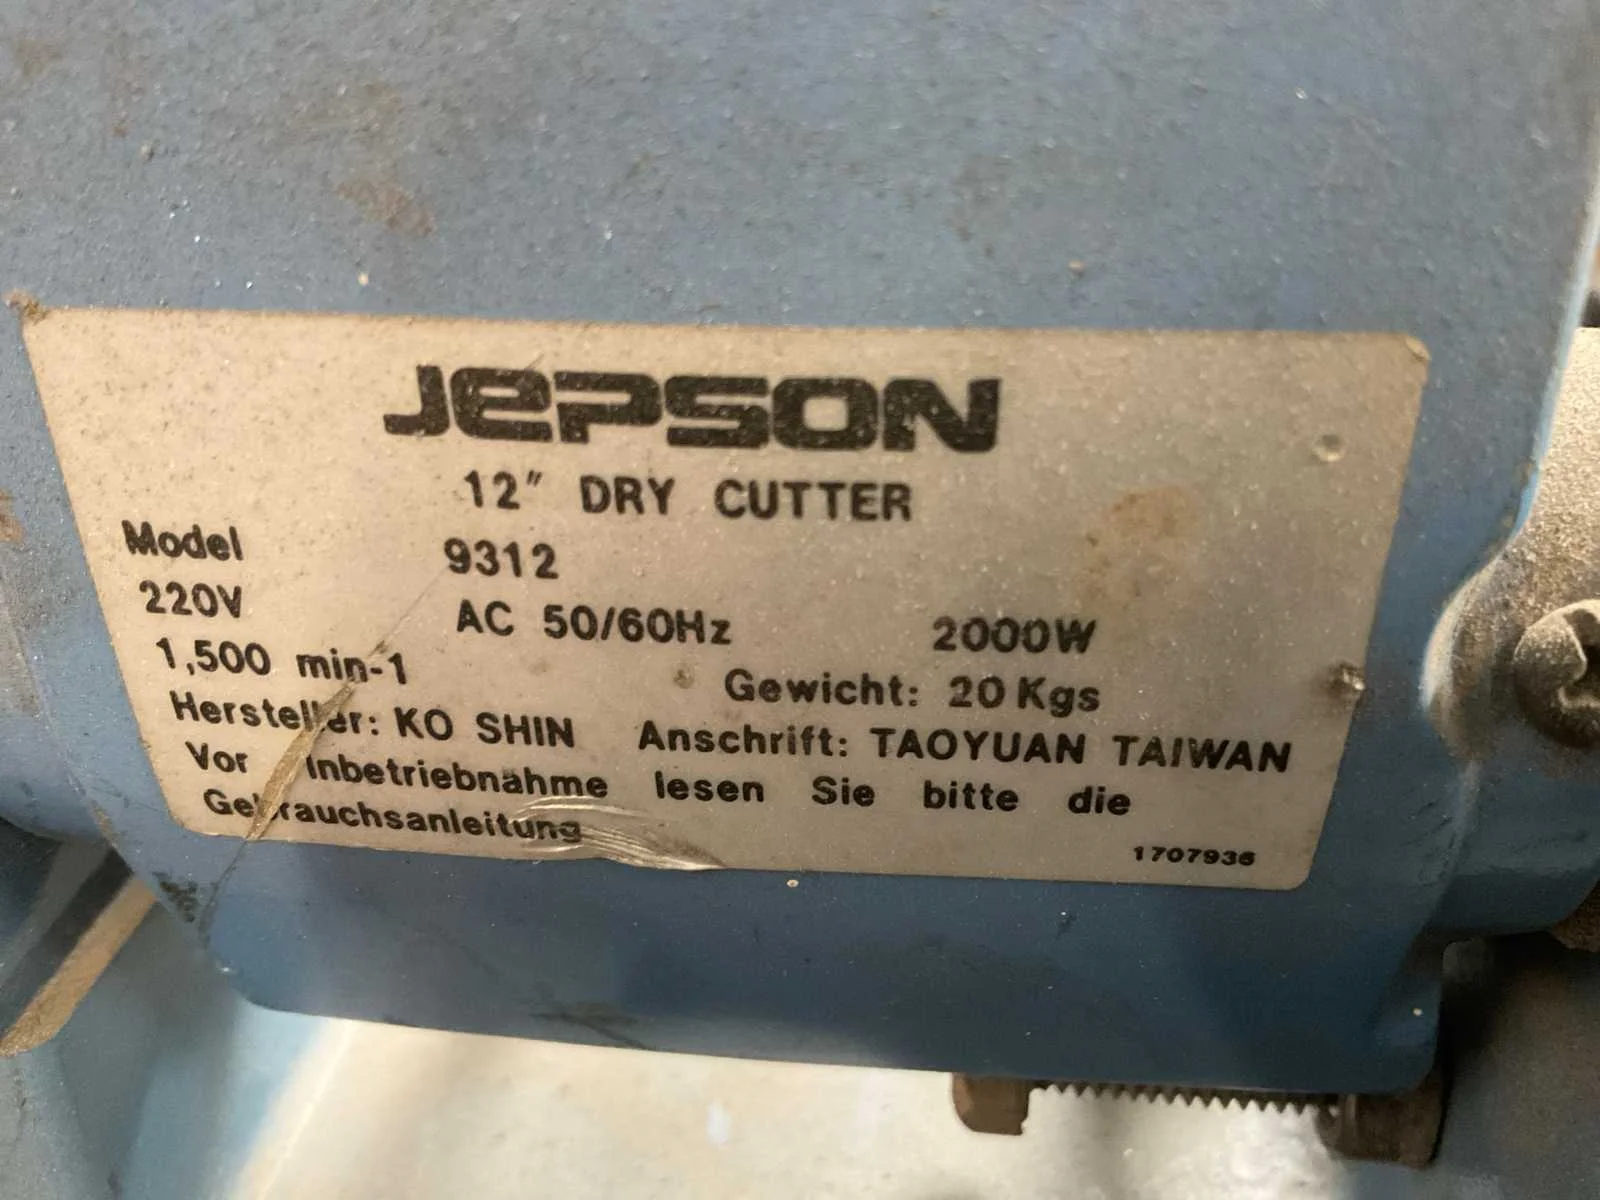 JEPSON
12" DRY CUTTER
Model 9312
220V AC 50/60Hz 2000W
1,500 min-1 Gewicht: 20 Kgs
Hersteller: KO SHIN Anschrift: TAOYUAN TAIWAN
Vor Inbetriebnähme lesen Sie bitte die
Gebrauchsanleitung
1707936